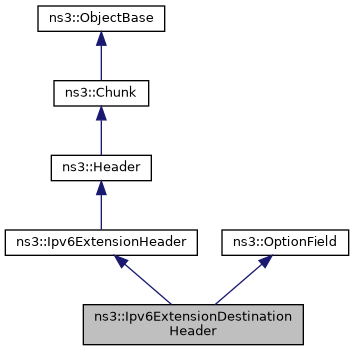 ns3::ObjectBase
ns3::Chunk
ns3::Header
ns3::Ipv6ExtensionHeader
ns3::OptionField
ns3::Ipv6ExtensionDestination
Header